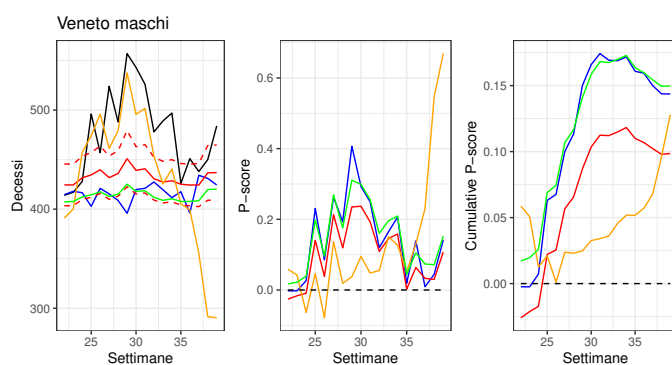 Veneto maschi
Decessi
300
400
500
25
30
35
Settimane
P−score
0.0
0.2
0.4
0.6
25
30
35
Settimane
Cumulative P−score
0.00
0.05
0.10
0.15
25
30
35
Settimane